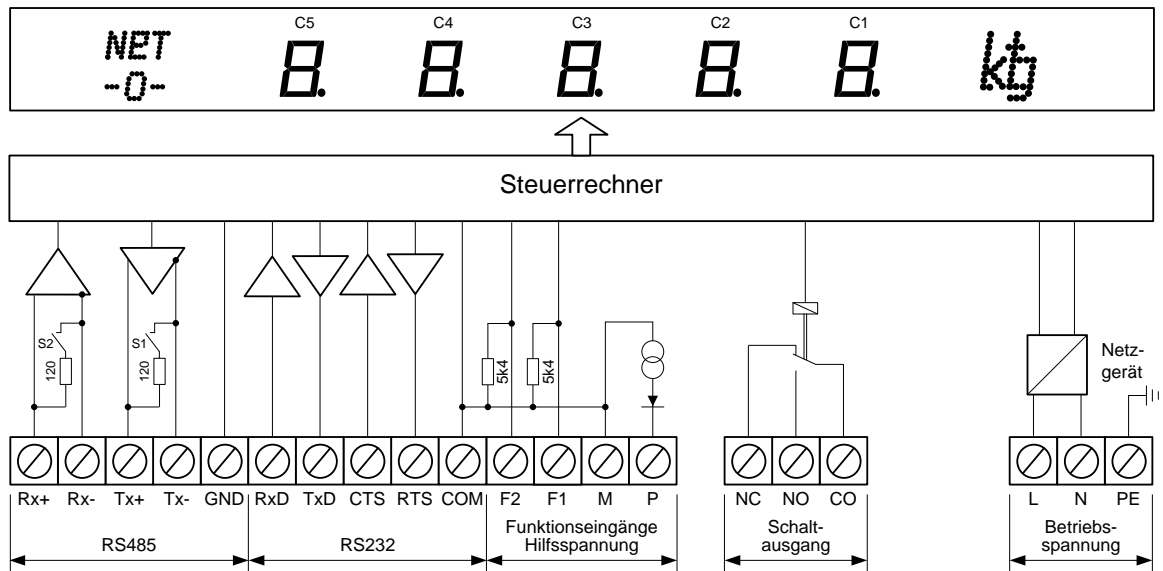 C5 C4 C3 C2 C1
NET
-0-
8. 8. 8. 8. 8.
kg
Steuerrechner
S2
120
S1
120
5k4
5k4
Netz-
gerät
Rx+ Rx- Tx+ Tx- GND RxD TxD CTS RTS COM F2 F1 M P
NC NO CO
L N PE
RS485
RS232
Funktionseingänge
Hilfsspannung
Schalt-
ausgang
Betriebs-
spannung